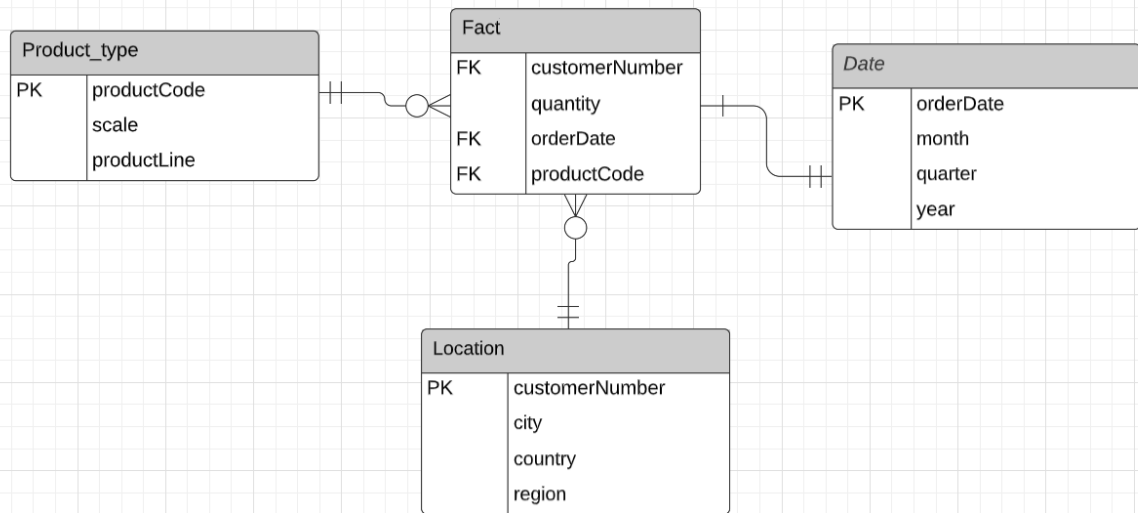 Product_type
PK productCode
scale
productLine
Fact
FK customerNumber
quantity
FK orderDate
FK productCode
Date
PK orderDate
month
quarter
year
Location
PK customerNumber
city
country
region